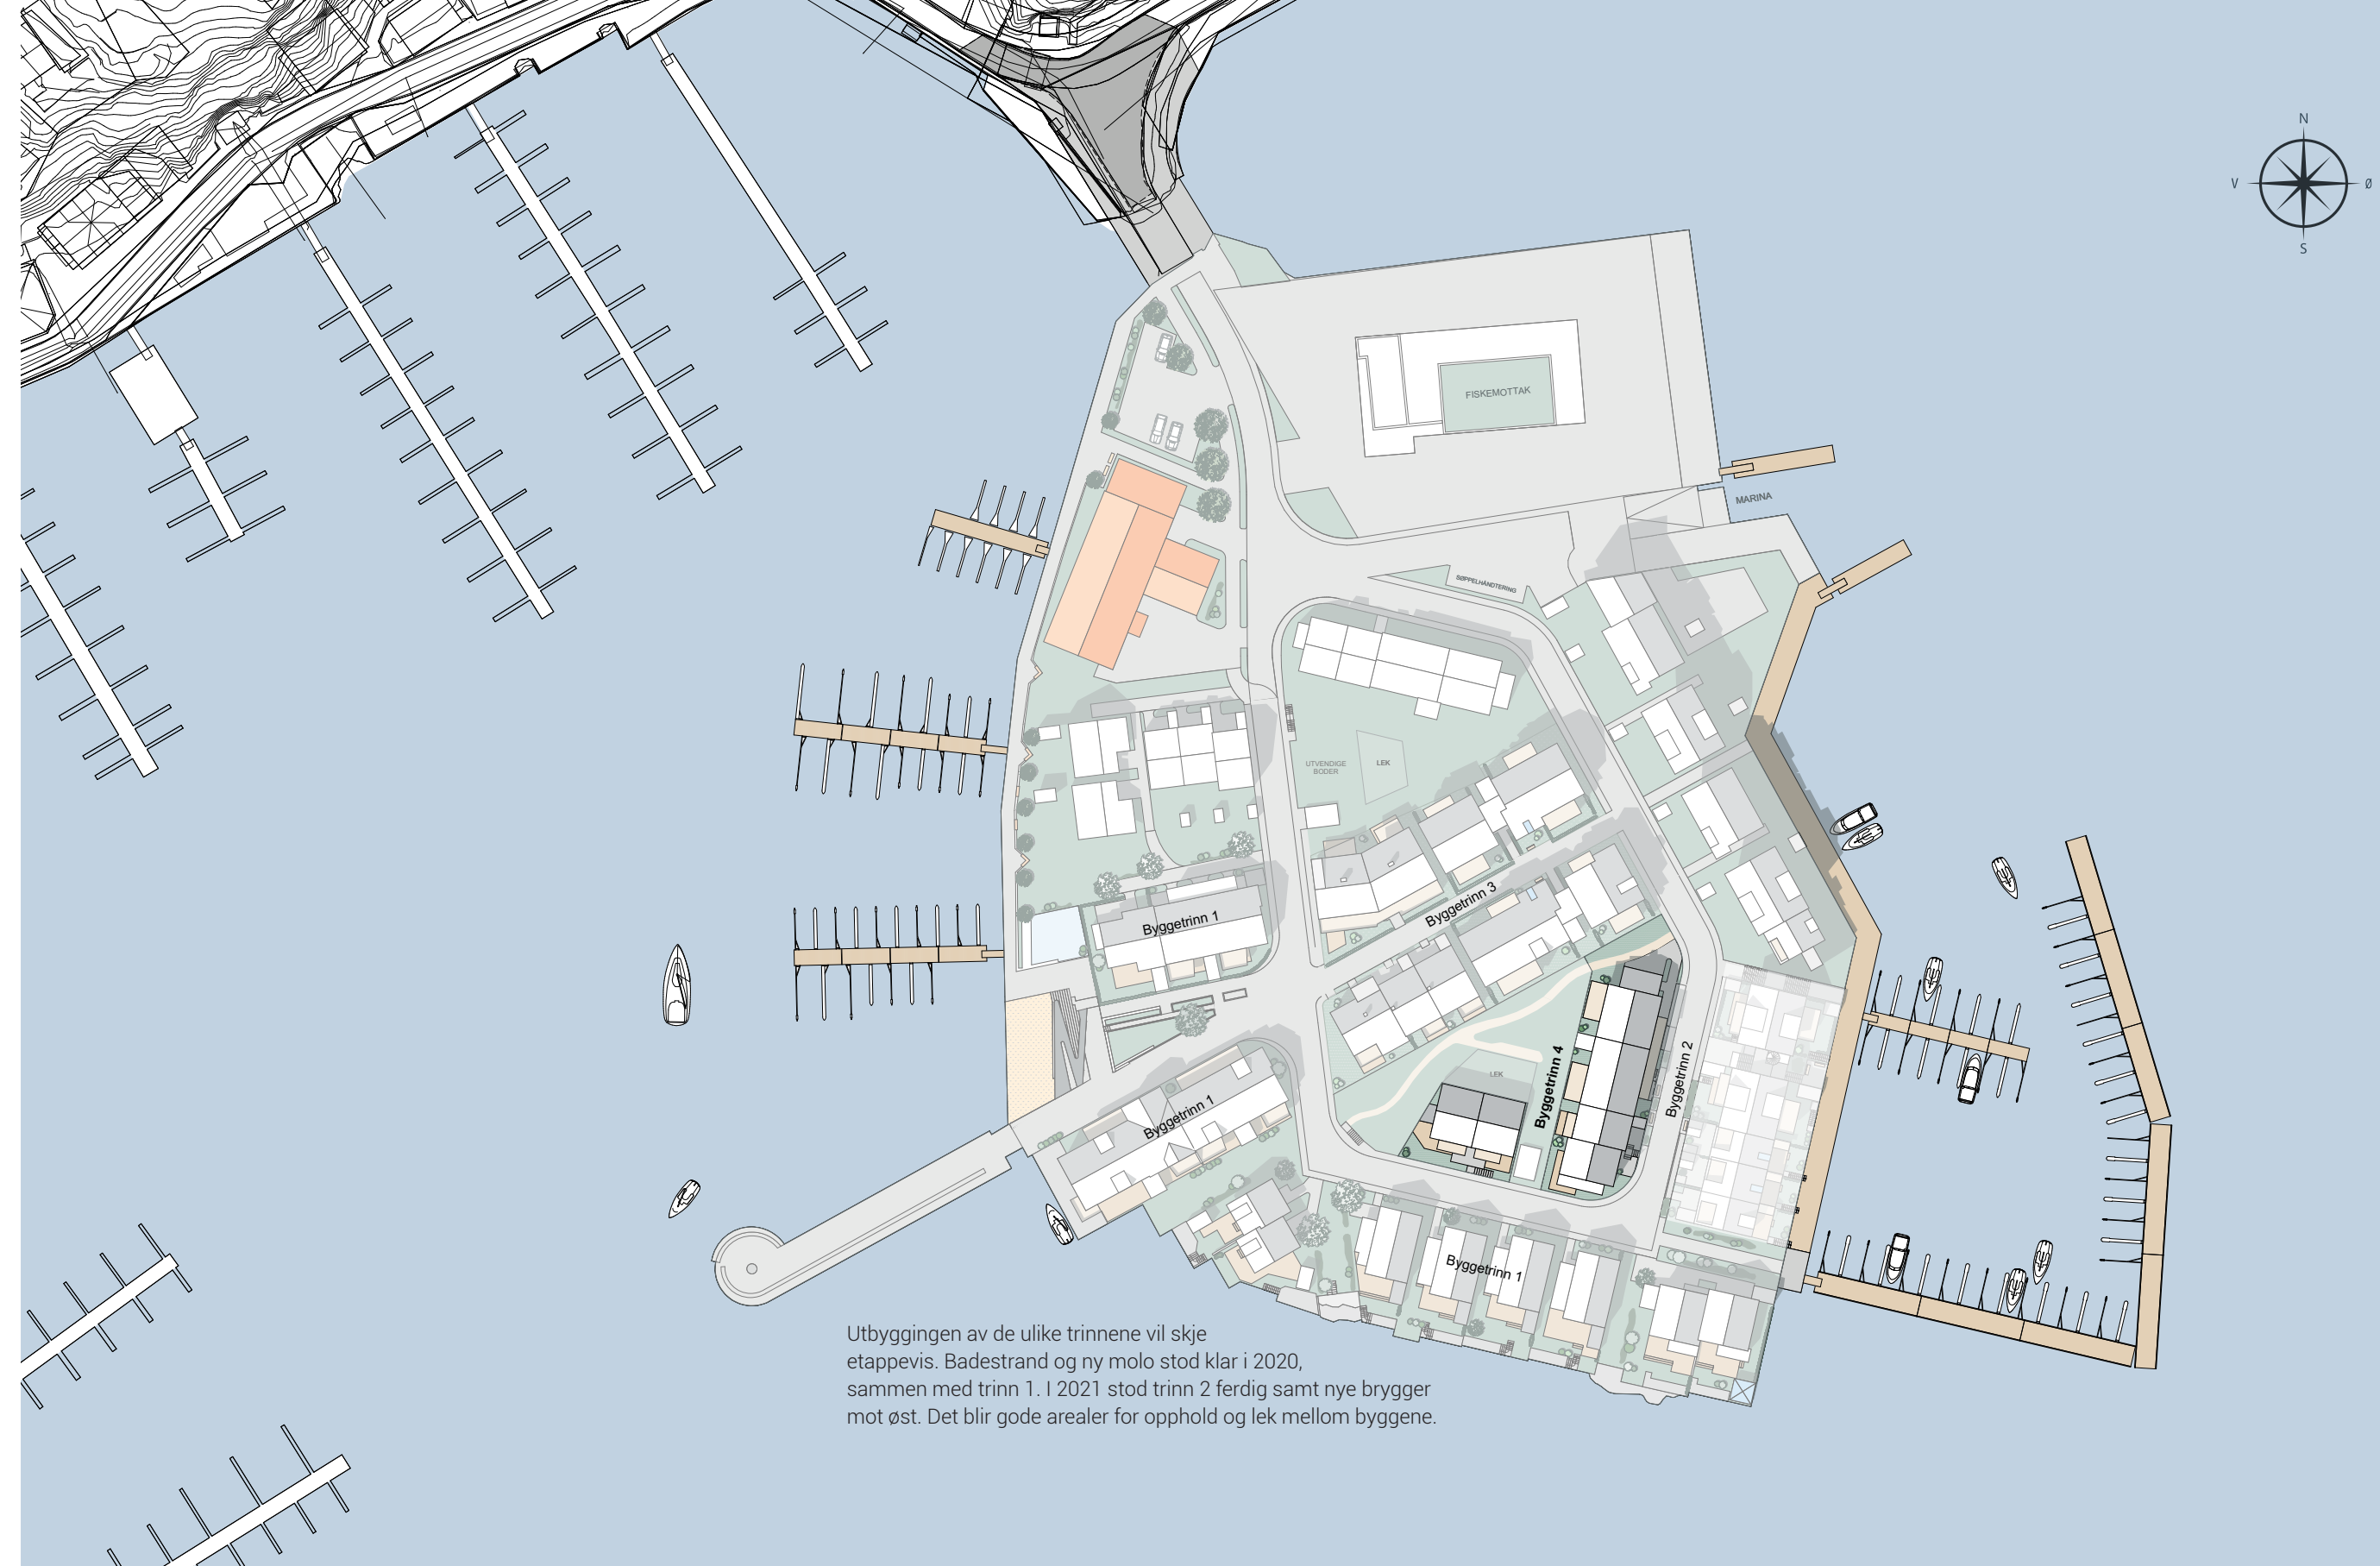 N
V
Ø
S
FISKEMOTTAK
MARINA
SØPPELHÅNDTERING
UTVENDIGE
BODER
LEK
Byggetrinn 3
Byggetrinn 1
LEK
Byggetrinn 4
Byggetrinn 2
Byggetrinn 1
Byggetrinn 1
Utbyggingen av de ulike trinnene vil skje
etappevis. Badestrand og ny molo stod klar i 2020,
sammen med trinn 1. I 2021 stod trinn 2 ferdig samt nye brygger
mot øst. Det blir gode arealer for opphold og lek mellom byggene.